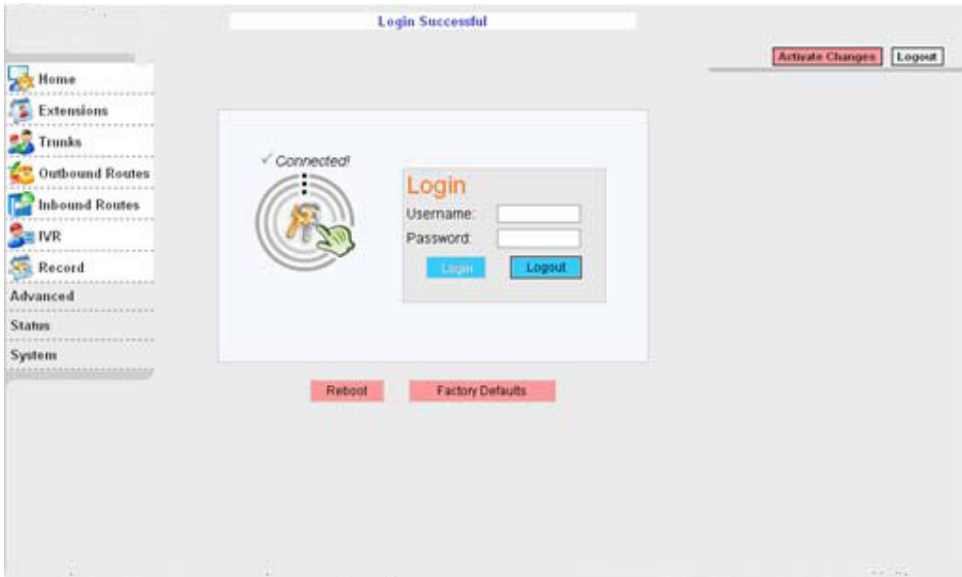 Login Successful
Activate Changes
Logout
Home
Extensions
Trunks
Outbound Routes
Inbound Routes
IVR
Record
Advanced
Status
System
✓ Connected!
Login
Username:
Password:
Login
Logout
Reboot
Factory Defaults